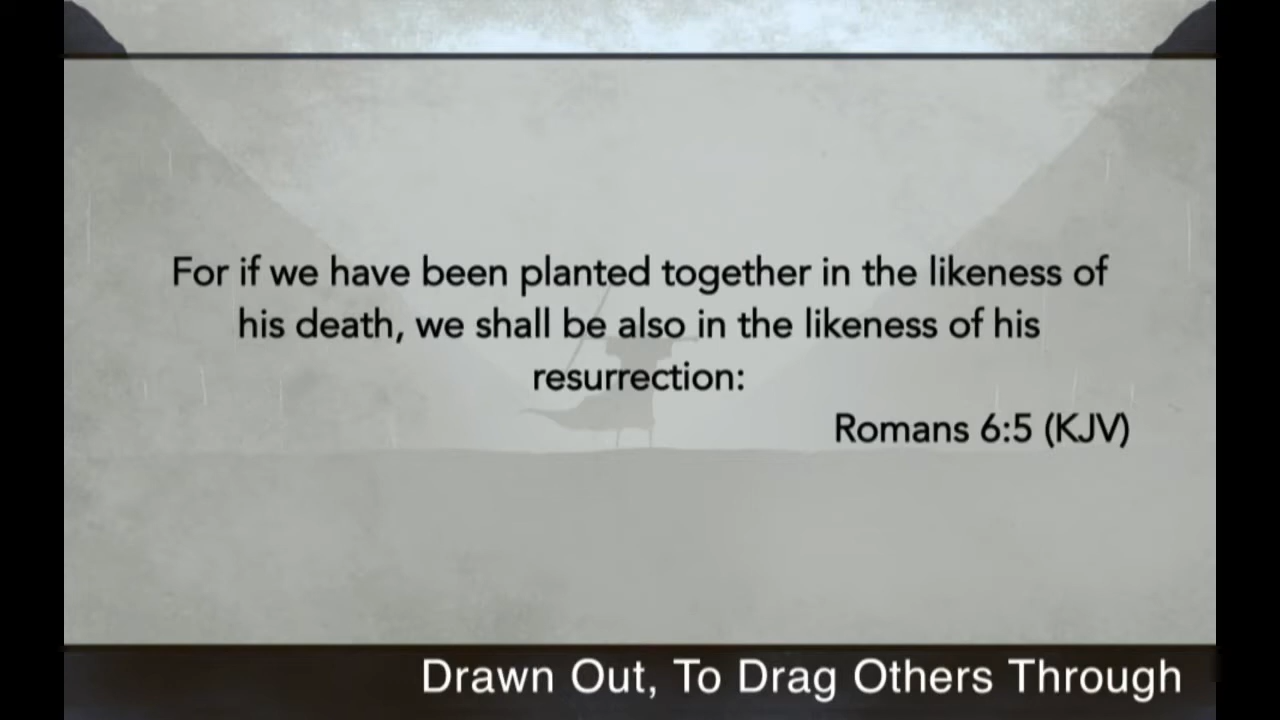 For if we have been planted together in the likeness of
his death, we shall be also in the likeness of his
resurrection:
Romans 6:5 (KJV)
Drawn Out, To Drag Others Through